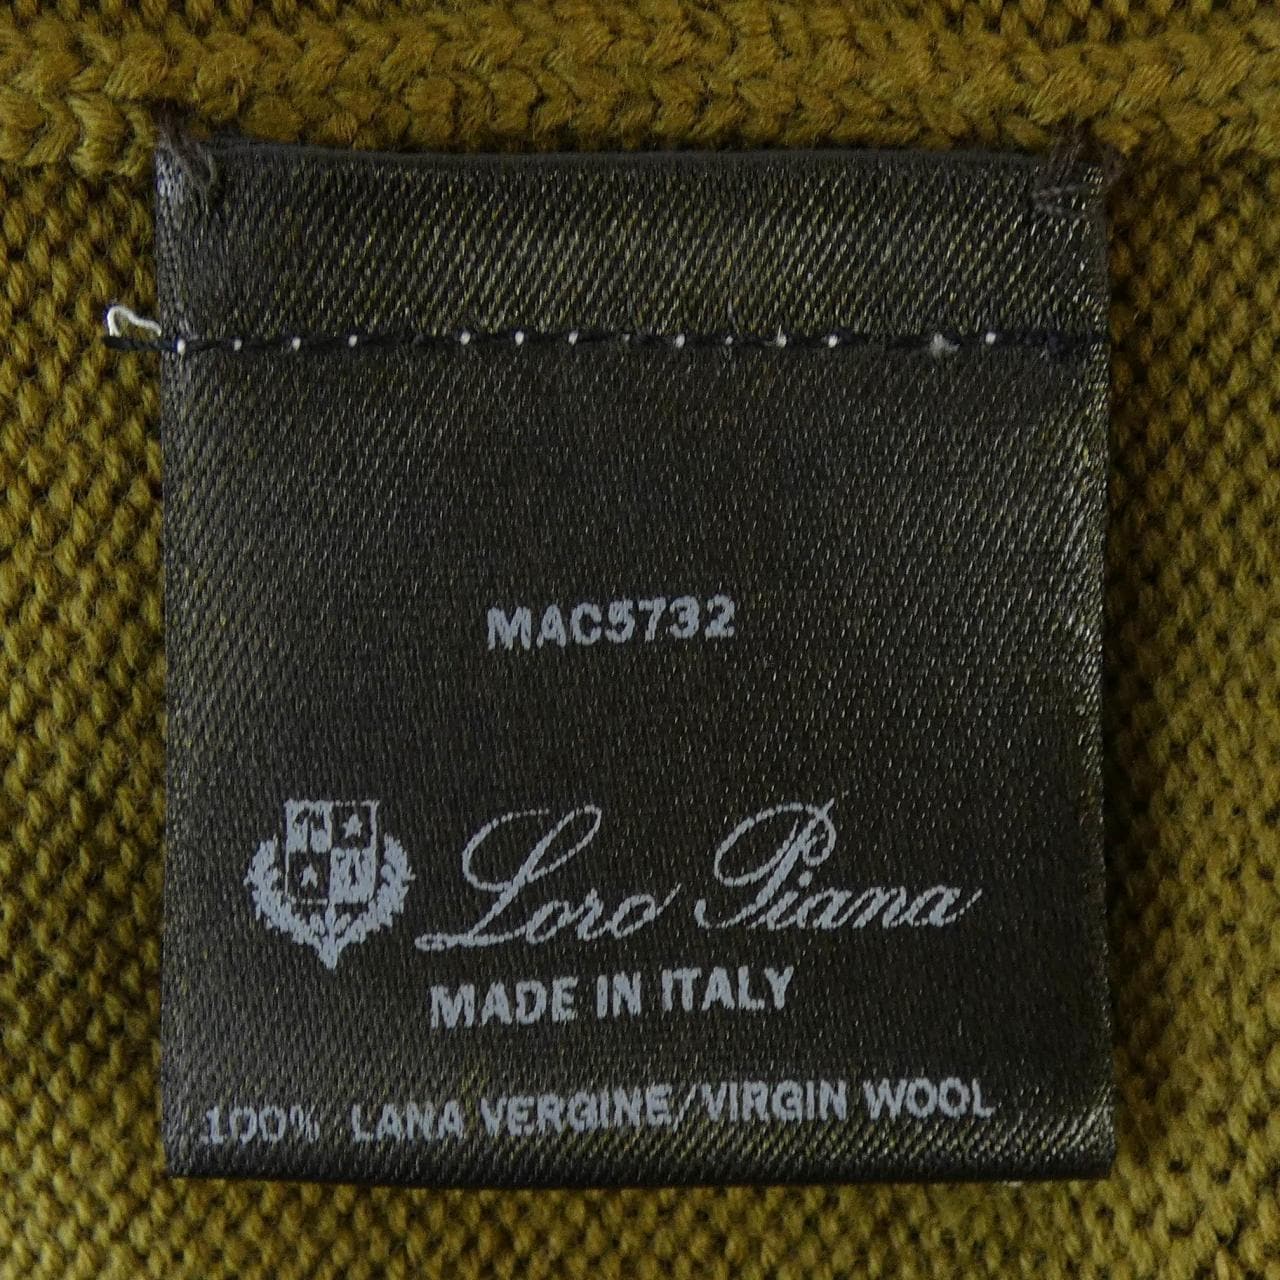 MAC5732
Loro Piana
MADE IN ITALY
100% LANA VERGINE/VIRGIN WOOL